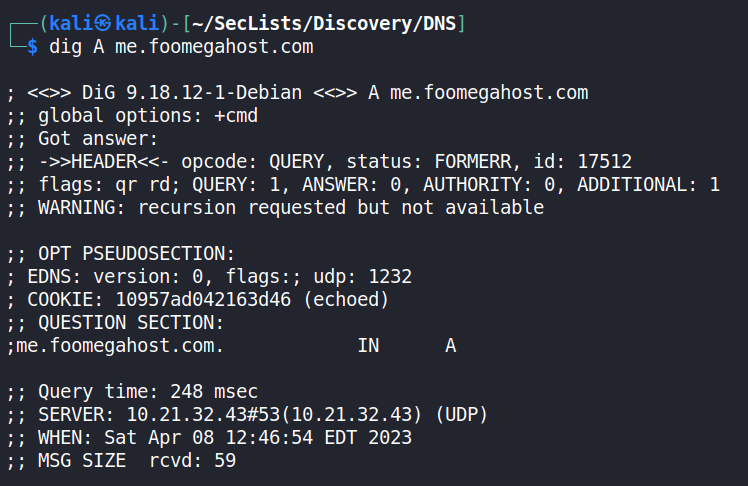 ┌──(kali㉿kali)-[~/SecLists/Discovery/DNS]
└─$ dig A me.foomegahost.com

; <<>> DiG 9.18.12-1-Debian <<>> A me.foomegahost.com
;; global options: +cmd
;; Got answer:
;; ->>HEADER<<- opcode: QUERY, status: FORMERR, id: 17512
;; flags: qr rd; QUERY: 1, ANSWER: 0, AUTHORITY: 0, ADDITIONAL: 1
;; WARNING: recursion requested but not available

;; OPT PSEUDOSECTION:
; EDNS: version: 0, flags:; udp: 1232
; COOKIE: 10957ad042163d46 (echoed)
;; QUESTION SECTION:
;me.foomegahost.com.		IN	A

;; Query time: 248 msec
;; SERVER: 10.21.32.43#53(10.21.32.43) (UDP)
;; WHEN: Sat Apr 08 12:46:54 EDT 2023
;; MSG SIZE  rcvd: 59